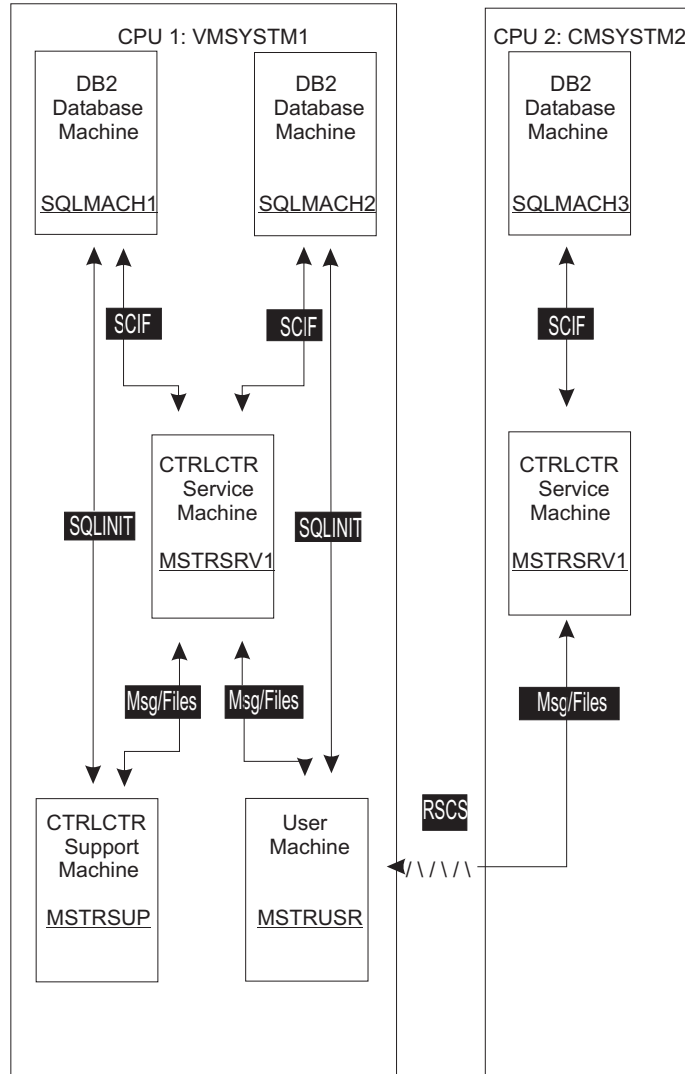 CPU 1: VMSYSTM1
CPU 2: CMSYSTM2
DB2
Database
Machine
SQLMACH1
DB2
Database
Machine
SQLMACH2
DB2
Database
Machine
SQLMACH3
SCIF
SCIF
SCIF
CTRLCTR
Service
Machine
MSTRSRV1
CTRLCTR
Service
Machine
MSTRSRV1
SQLINIT
SQLINIT
Msg/Files
Msg/Files
Msg/Files
CTRLCTR
Support
Machine
MSTRSUP
User
Machine
MSTRUSR
RSCS
/ \ / \ / \